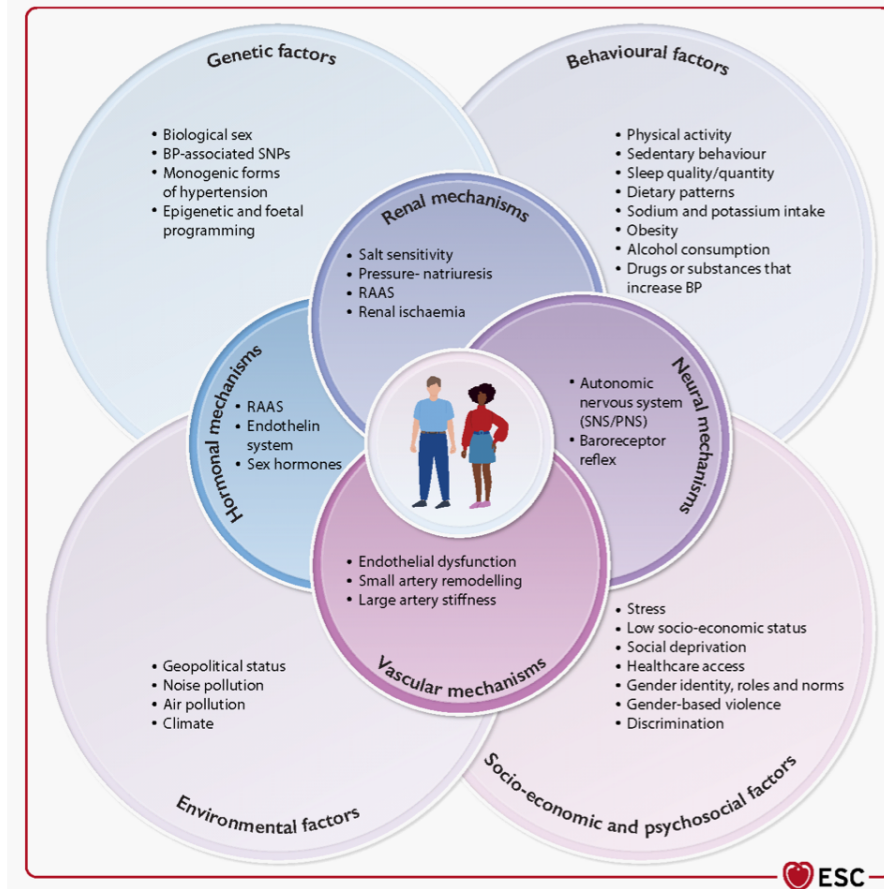 Genetic factors
• Biological sex
• BP-associated SNPs
• Monogenic forms
of hypertension
• Epigenetic and foetal
programming
Behavioural factors
• Physical activity
• Sedentary behaviour
• Sleep quality/quantity
• Dietary patterns
• Sodium and potassium intake
• Obesity
• Alcohol consumption
• Drugs or substances that
increase BP
Renal mechanisms
• Salt sensitivity
• Pressure- natriuresis
• RAAS
• Renal ischaemia
Hormonal mechanisms
• RAAS
• Endothelin
system
• Sex hormones
Neural mechanisms
• Autonomic
nervous system
(SNS/PNS)
• Baroreceptor
reflex
• Endothelial dysfunction
• Small artery remodelling
• Large artery stiffness
Vascular mechanisms
• Geopolitical status
• Noise pollution
• Air pollution
• Climate
Environmental factors
• Stress
• Low socio-economic status
• Social deprivation
• Healthcare access
• Gender identity, roles and norms
• Gender-based violence
• Discrimination
Socio-economic and psychosocial factors
ESC